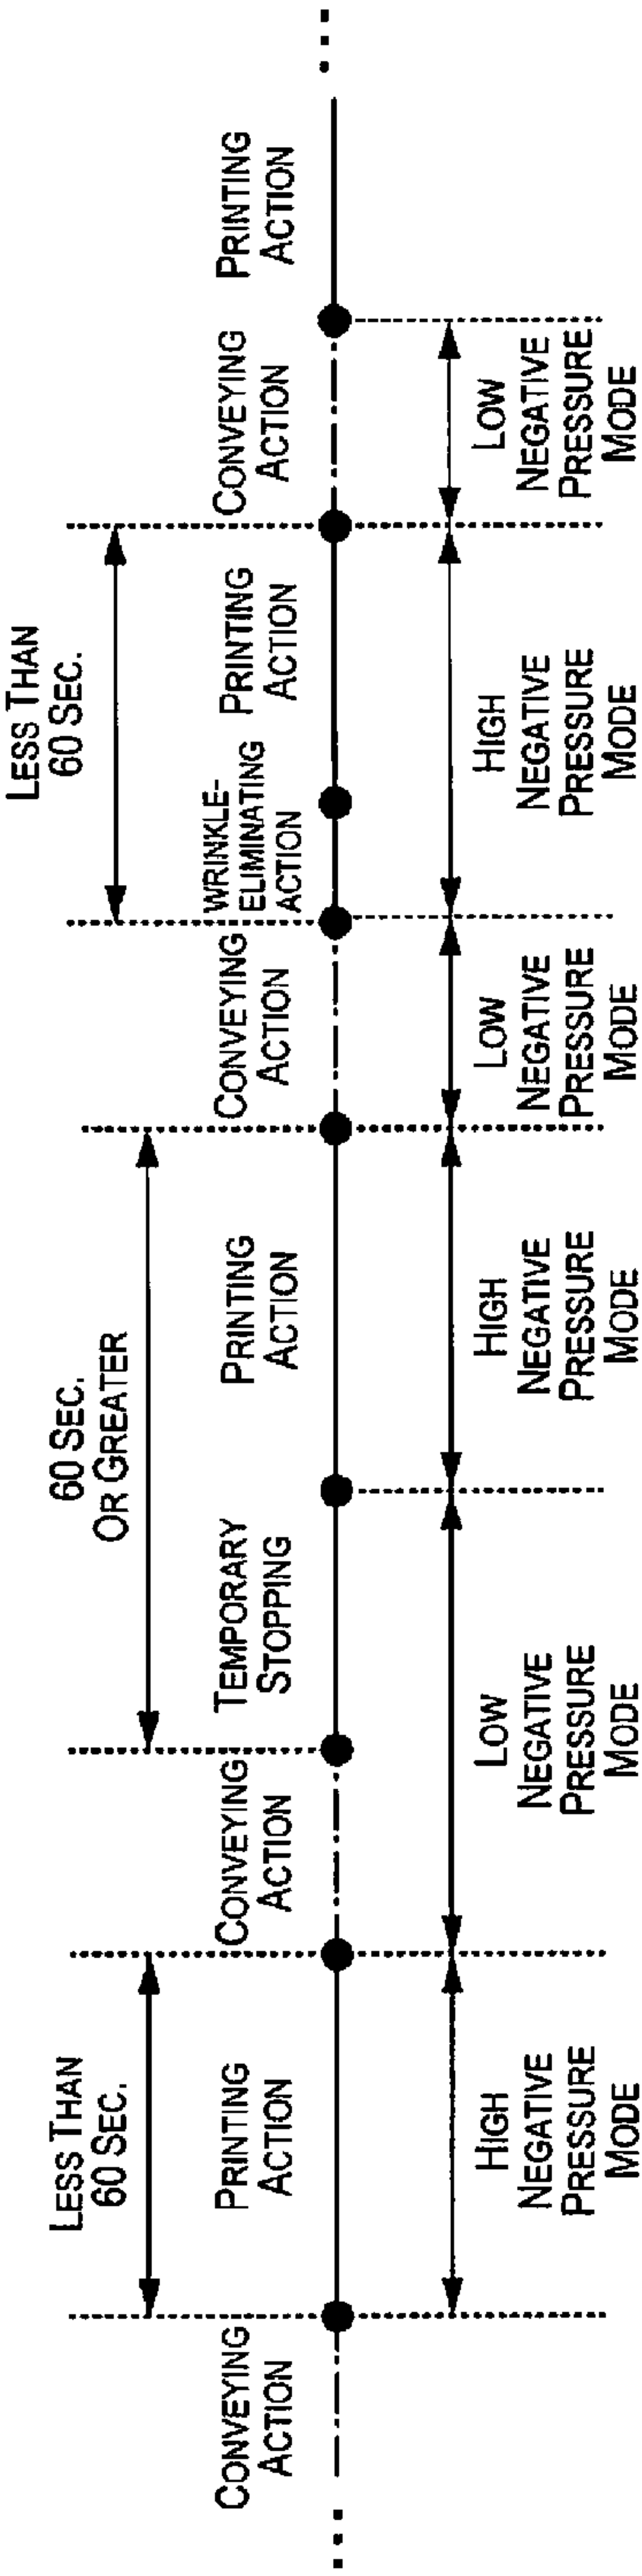 LESS THAN
60 SEC.
60 SEC.
OR GREATER
LESS THAN
60 SEC.
CONVEYING
ACTION
PRINTING
ACTION
CONVEYING
ACTION
TEMPORARY
STOPPING
PRINTING
ACTION
CONVEYING
ACTION
WRINKLE-
ELIMINATING
ACTION
PRINTING
ACTION
CONVEYING
ACTION
PRINTING
ACTION
HIGH
NEGATIVE
PRESSURE
MODE
LOW
NEGATIVE
PRESSURE
MODE
HIGH
NEGATIVE
PRESSURE
MODE
LOW
NEGATIVE
PRESSURE
MODE
HIGH
NEGATIVE
PRESSURE
MODE
LOW
NEGATIVE
PRESSURE
MODE